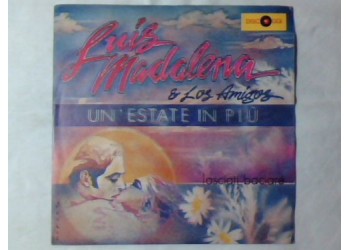 Luis
Madalena
& Los Amigos
UN'ESTATE IN PIÙ
lasciati baciare